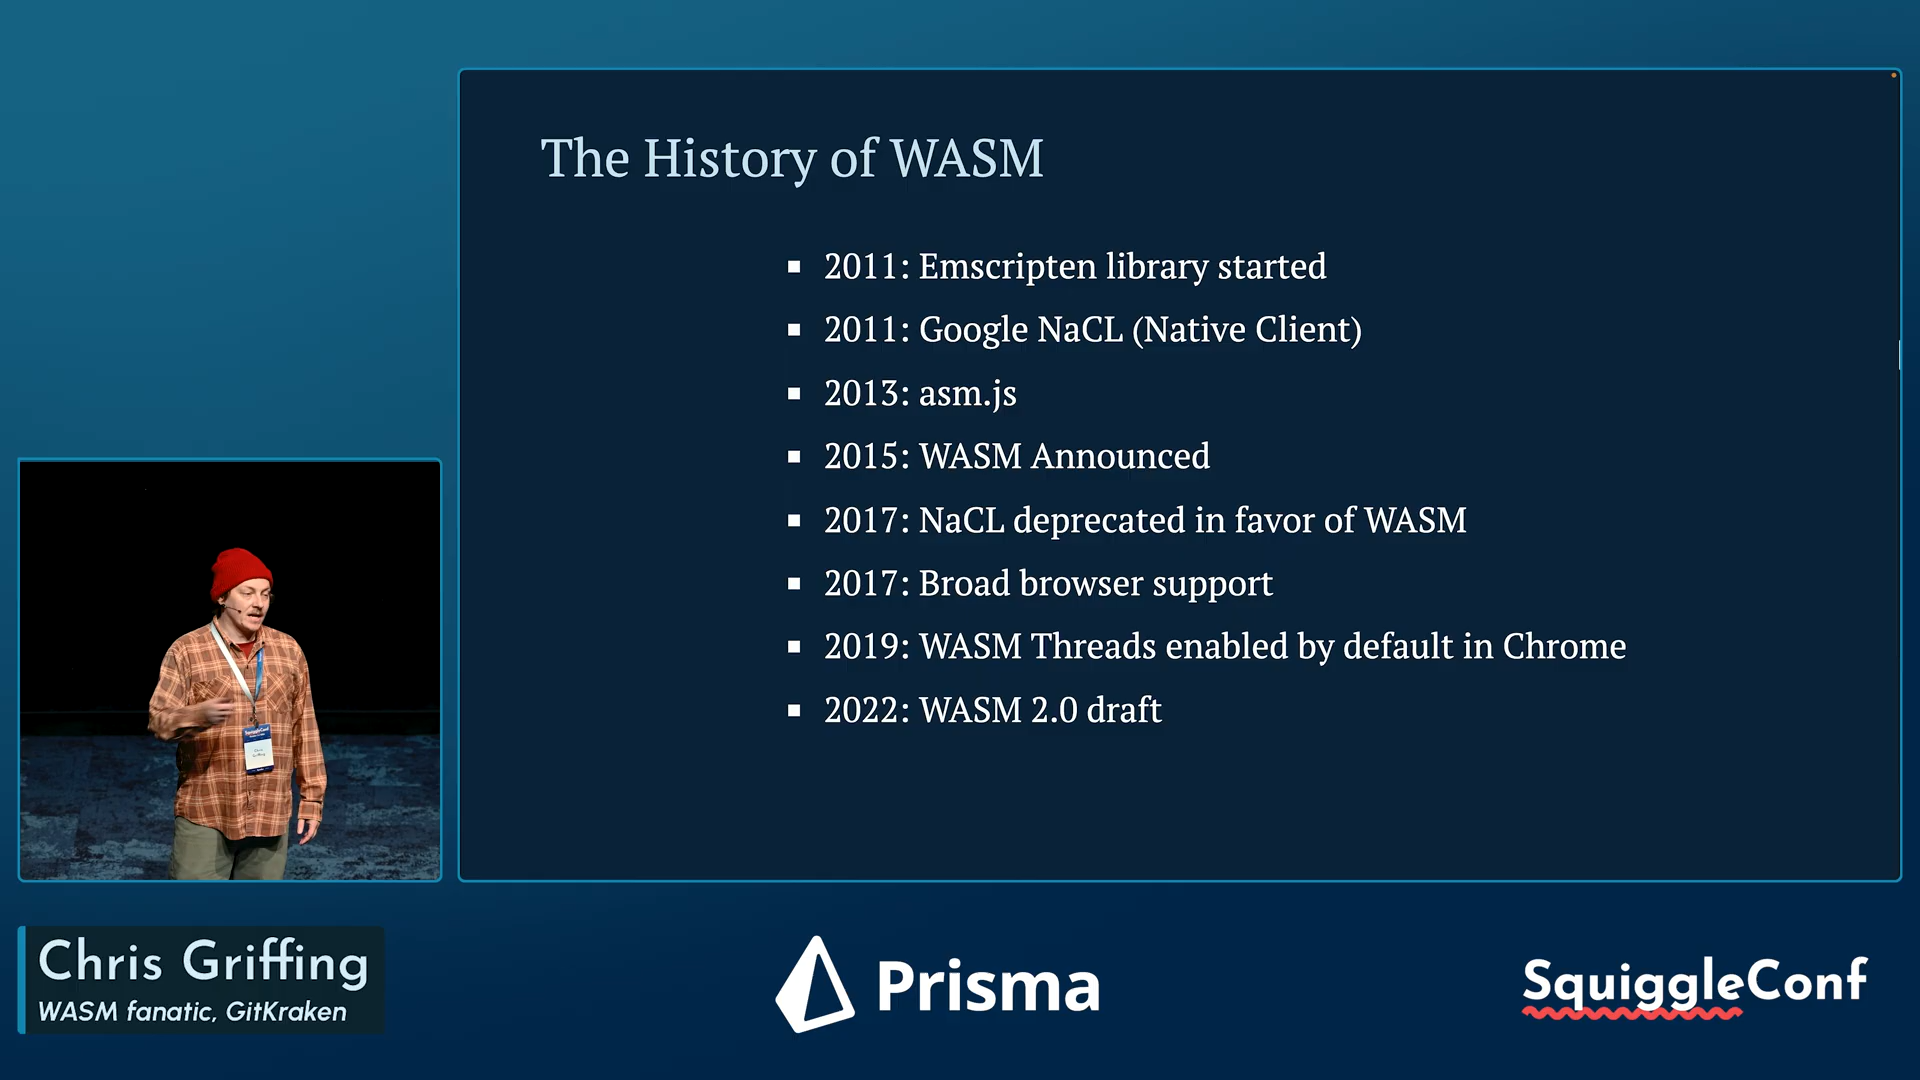 The History of WASM
2011: Emscripten library started
2011: Google NaCL (Native Client)
2013: asm.js
2015: WASM Announced
2017: NaCL deprecated in favor of WASM
2017: Broad browser support
2019: WASM Threads enabled by default in Chrome
2022: WASM 2.0 draft
SquiggleConf
Chris Griffing
WASM fanatic, GitKraken
Prisma
SquiggleConf